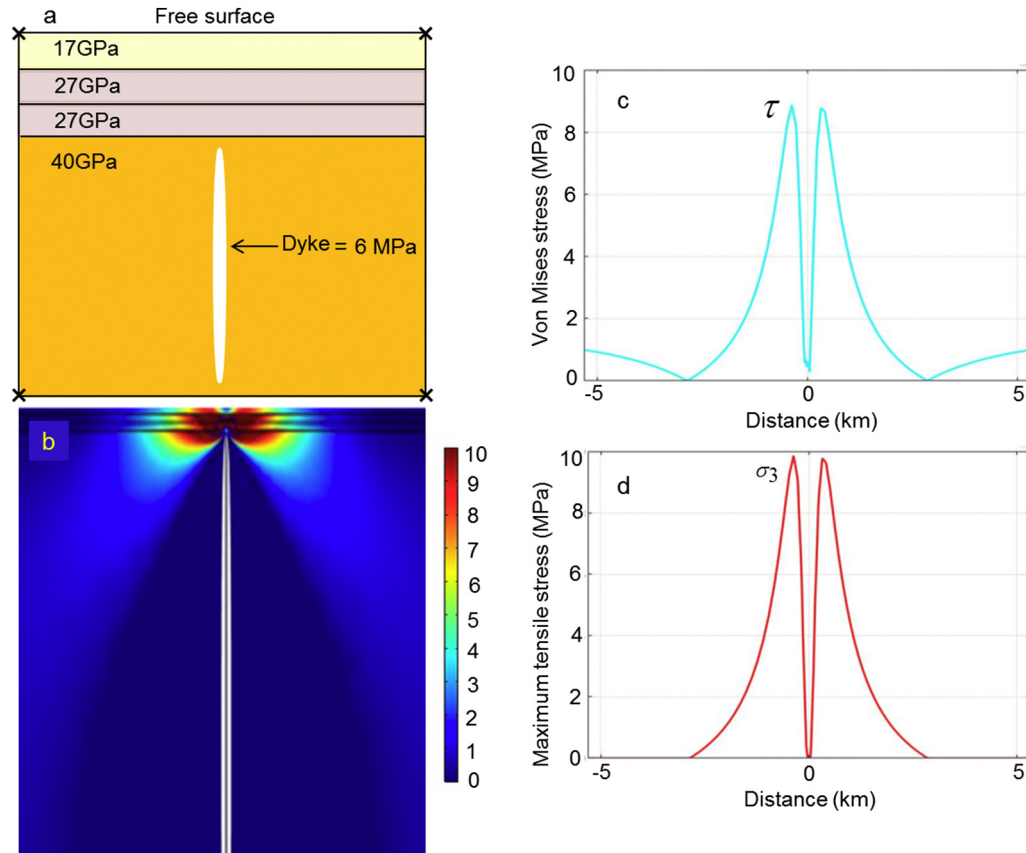 a
Free surface
17GPa
27GPa
27GPa
40GPa
Dyke = 6 MPa
b
10
9
8
7
6
5
4
3
2
1
0
c
τ
Von Mises stress (MPa)
10
8
6
4
2
0
-5
0
5
Distance (km)
d
σ3
Maximum tensile stress (MPa)
10
8
6
4
2
0
-5
0
5
Distance (km)